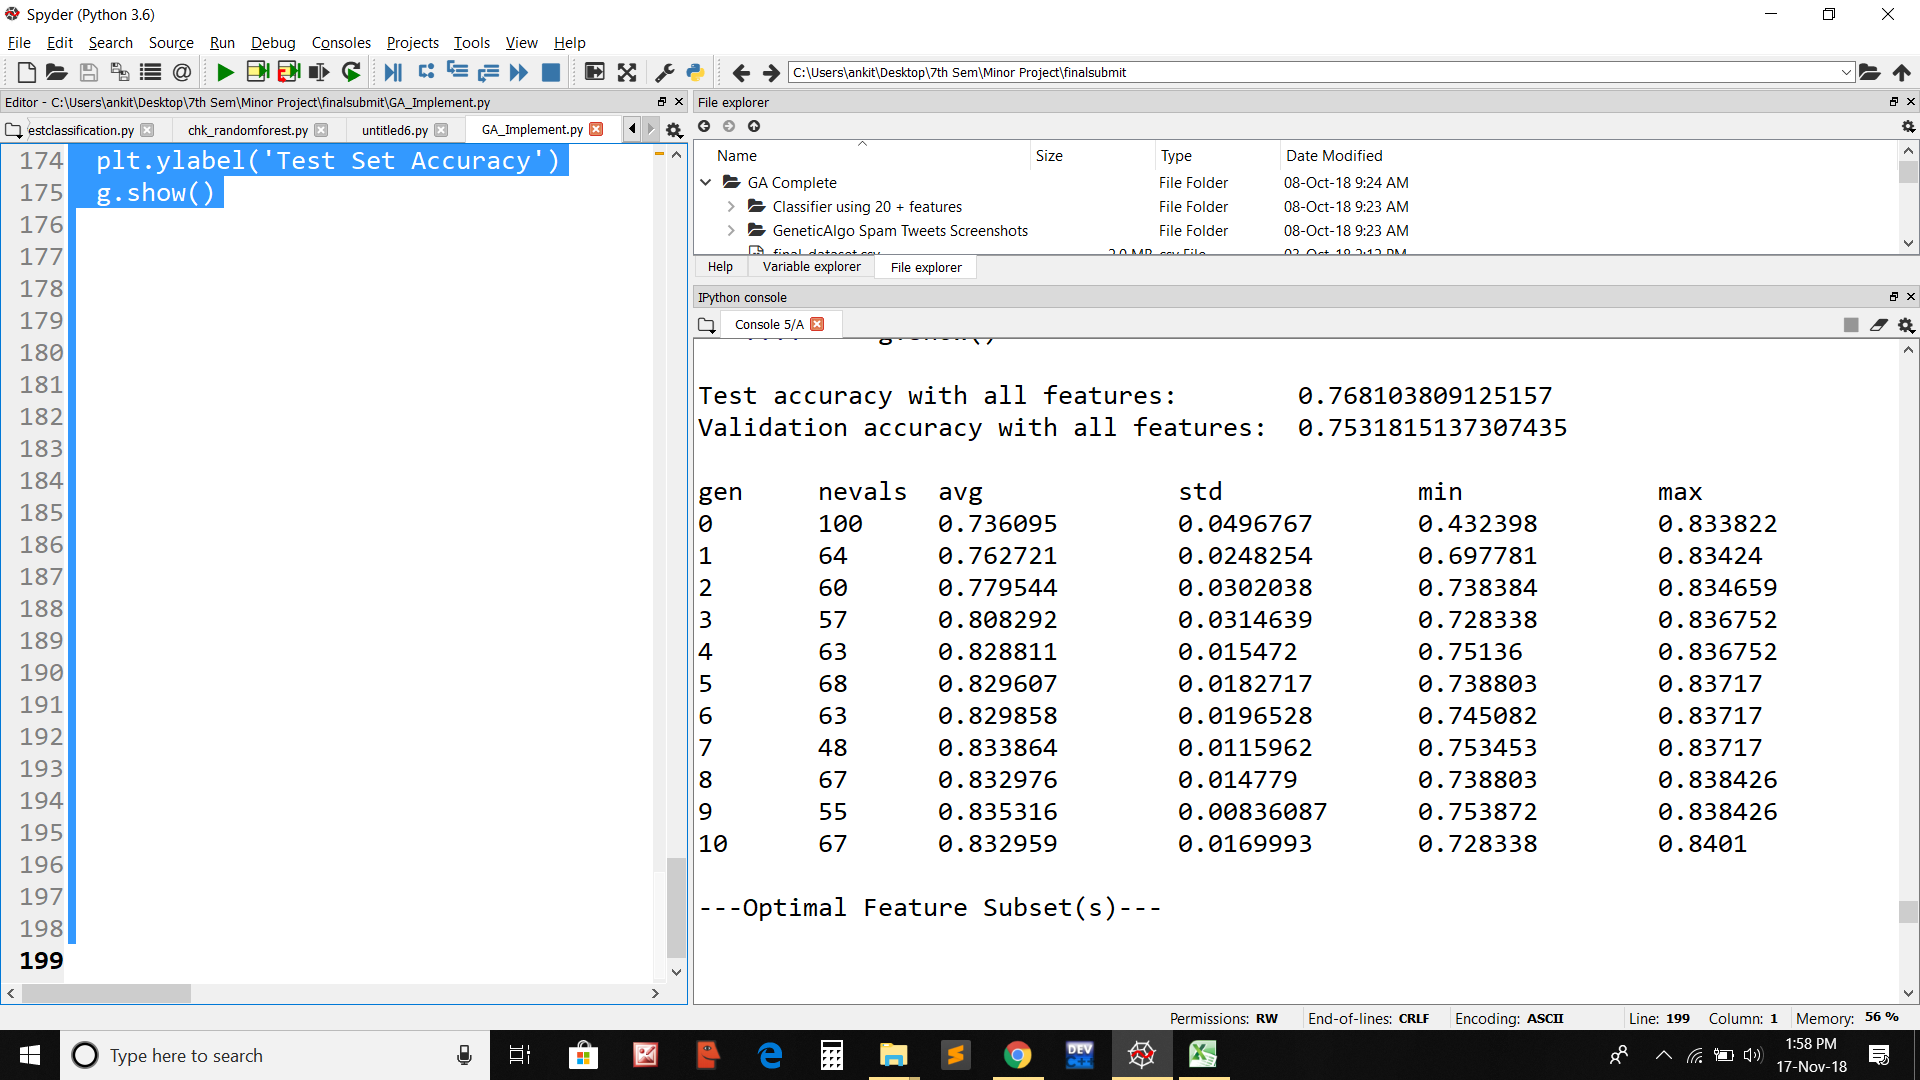 Spyder (Python 3.6)
File Edit Search Source Run Debug Consoles Projects Tools View Help
C:\Users\ankit\Desktop\7th Sem\Minor Project\finalsubmit
Editor - C:\Users\ankit\Desktop\7th Sem\Minor Project\finalsubmit\GA_Implement.py
estclassification.py chk_randomforest.py untitled6.py GA_Implement.py
174 plt.ylabel('Test Set Accuracy')
175 g.show()
176
177
178
179
180
181
182
183
184
185
186
187
188
189
190
191
192
193
194
195
196
197
198
199
File explorer
Name Size Type Date Modified
GA Complete File Folder 08-Oct-18 9:24 AM
Classifier using 20 + features File Folder 08-Oct-18 9:23 AM
GeneticAlgo Spam Tweets Screenshots File Folder 08-Oct-18 9:23 AM
Help Variable explorer File explorer
IPython console
Console 5/A
Test accuracy with all features: 0.768103809125157
Validation accuracy with all features: 0.7531815137307435
gen nevals avg std min max
0 100 0.736095 0.0496767 0.432398 0.833822
1 64 0.762721 0.0248254 0.697781 0.83424
2 60 0.779544 0.0302038 0.738384 0.834659
3 57 0.808292 0.0314639 0.728338 0.836752
4 63 0.828811 0.015472 0.75136 0.836752
5 68 0.829607 0.0182717 0.738803 0.83717
6 63 0.829858 0.0196528 0.745082 0.83717
7 48 0.833864 0.0115962 0.753453 0.83717
8 67 0.832976 0.014779 0.738803 0.838426
9 55 0.835316 0.00836087 0.753872 0.838426
10 67 0.832959 0.0169993 0.728338 0.8401
---Optimal Feature Subset(s)---
Permissions: RW End-of-lines: CRLF Encoding: ASCII Line: 199 Column: 1 Memory: 56 %
Type here to search
DEV
1:58 PM
17-Nov-18